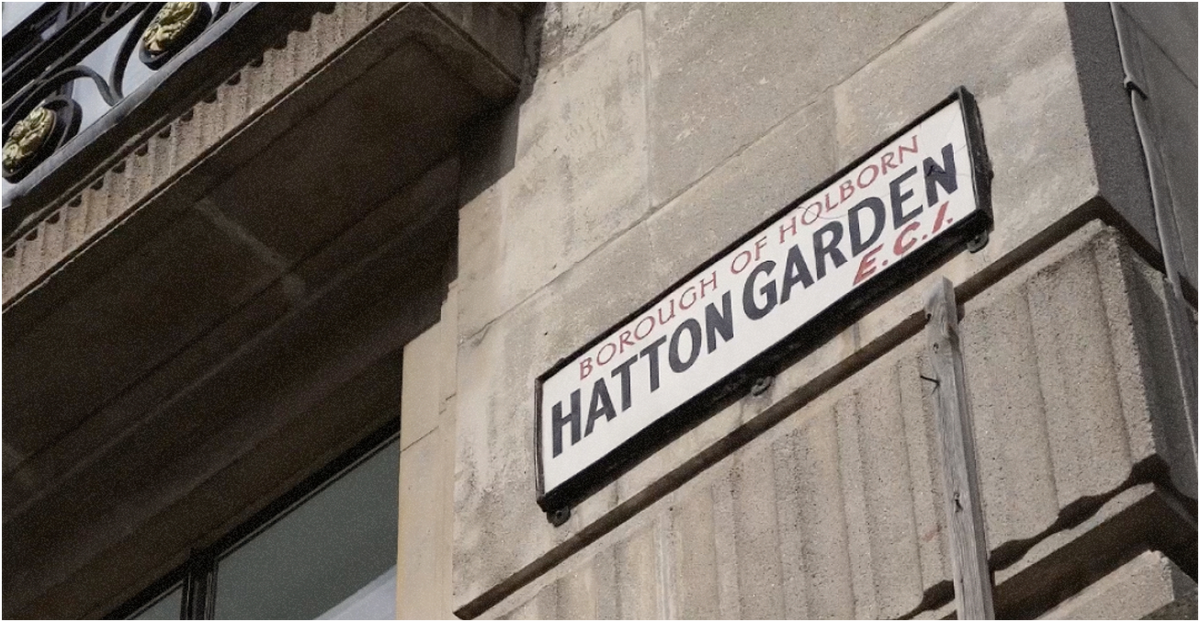 BOROUGH OF HOLBORN
HATTON GARDEN
E.C.1.